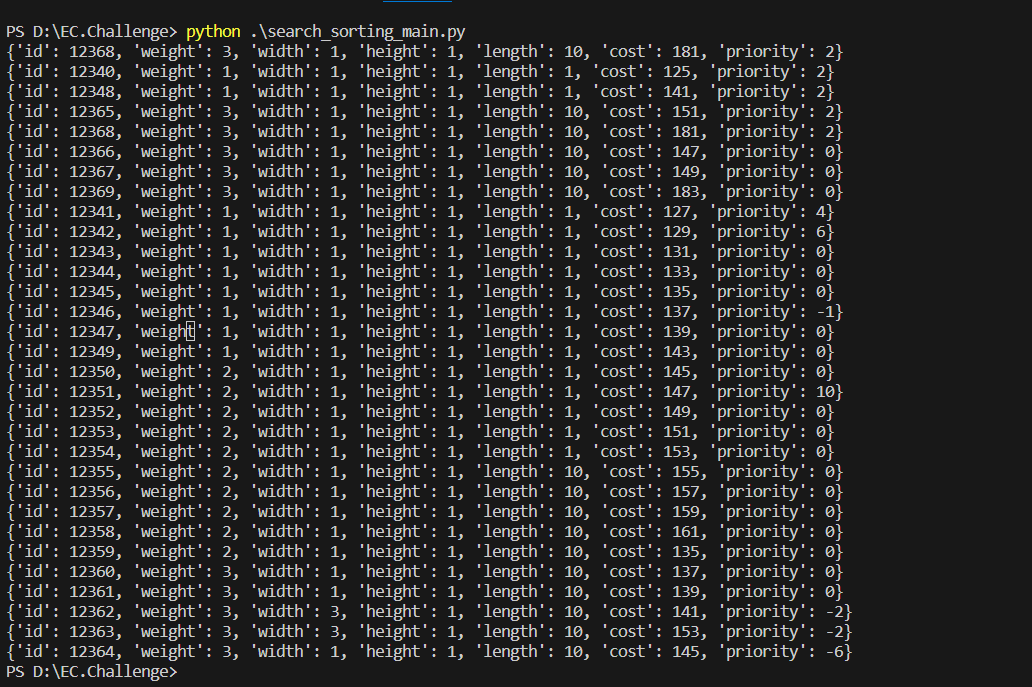 PS D:\EC.Challenge> python .\search_sorting_main.py
{'id': 12368, 'weight': 3, 'width': 1, 'height': 1, 'length': 10, 'cost': 181, 'priority': 2}
{'id': 12340, 'weight': 1, 'width': 1, 'height': 1, 'length': 1, 'cost': 125, 'priority': 2}
{'id': 12348, 'weight': 1, 'width': 1, 'height': 1, 'length': 1, 'cost': 141, 'priority': 2}
{'id': 12365, 'weight': 3, 'width': 1, 'height': 1, 'length': 10, 'cost': 151, 'priority': 2}
{'id': 12368, 'weight': 3, 'width': 1, 'height': 1, 'length': 10, 'cost': 181, 'priority': 2}
{'id': 12366, 'weight': 3, 'width': 1, 'height': 1, 'length': 10, 'cost': 147, 'priority': 0}
{'id': 12367, 'weight': 3, 'width': 1, 'height': 1, 'length': 10, 'cost': 149, 'priority': 0}
{'id': 12369, 'weight': 3, 'width': 1, 'height': 1, 'length': 10, 'cost': 183, 'priority': 0}
{'id': 12341, 'weight': 1, 'width': 1, 'height': 1, 'length': 1, 'cost': 127, 'priority': 4}
{'id': 12342, 'weight': 1, 'width': 1, 'height': 1, 'length': 1, 'cost': 129, 'priority': 6}
{'id': 12343, 'weight': 1, 'width': 1, 'height': 1, 'length': 1, 'cost': 131, 'priority': 0}
{'id': 12344, 'weight': 1, 'width': 1, 'height': 1, 'length': 1, 'cost': 133, 'priority': 0}
{'id': 12345, 'weight': 1, 'width': 1, 'height': 1, 'length': 1, 'cost': 135, 'priority': 0}
{'id': 12346, 'weight': 1, 'width': 1, 'height': 1, 'length': 1, 'cost': 137, 'priority': -1}
{'id': 12347, 'weight': 1, 'width': 1, 'height': 1, 'length': 1, 'cost': 139, 'priority': 0}
{'id': 12349, 'weight': 1, 'width': 1, 'height': 1, 'length': 1, 'cost': 143, 'priority': 0}
{'id': 12350, 'weight': 2, 'width': 1, 'height': 1, 'length': 1, 'cost': 145, 'priority': 0}
{'id': 12351, 'weight': 2, 'width': 1, 'height': 1, 'length': 1, 'cost': 147, 'priority': 10}
{'id': 12352, 'weight': 2, 'width': 1, 'height': 1, 'length': 1, 'cost': 149, 'priority': 0}
{'id': 12353, 'weight': 2, 'width': 1, 'height': 1, 'length': 1, 'cost': 151, 'priority': 0}
{'id': 12354, 'weight': 2, 'width': 1, 'height': 1, 'length': 1, 'cost': 153, 'priority': 0}
{'id': 12355, 'weight': 2, 'width': 1, 'height': 1, 'length': 10, 'cost': 155, 'priority': 0}
{'id': 12356, 'weight': 2, 'width': 1, 'height': 1, 'length': 10, 'cost': 157, 'priority': 0}
{'id': 12357, 'weight': 2, 'width': 1, 'height': 1, 'length': 10, 'cost': 159, 'priority': 0}
{'id': 12358, 'weight': 2, 'width': 1, 'height': 1, 'length': 10, 'cost': 161, 'priority': 0}
{'id': 12359, 'weight': 2, 'width': 1, 'height': 1, 'length': 10, 'cost': 135, 'priority': 0}
{'id': 12360, 'weight': 3, 'width': 1, 'height': 1, 'length': 10, 'cost': 137, 'priority': 0}
{'id': 12361, 'weight': 3, 'width': 1, 'height': 1, 'length': 10, 'cost': 139, 'priority': 0}
{'id': 12362, 'weight': 3, 'width': 3, 'height': 1, 'length': 10, 'cost': 141, 'priority': -2}
{'id': 12363, 'weight': 3, 'width': 3, 'height': 1, 'length': 10, 'cost': 153, 'priority': -2}
{'id': 12364, 'weight': 3, 'width': 1, 'height': 1, 'length': 10, 'cost': 145, 'priority': -6}
PS D:\EC.Challenge>